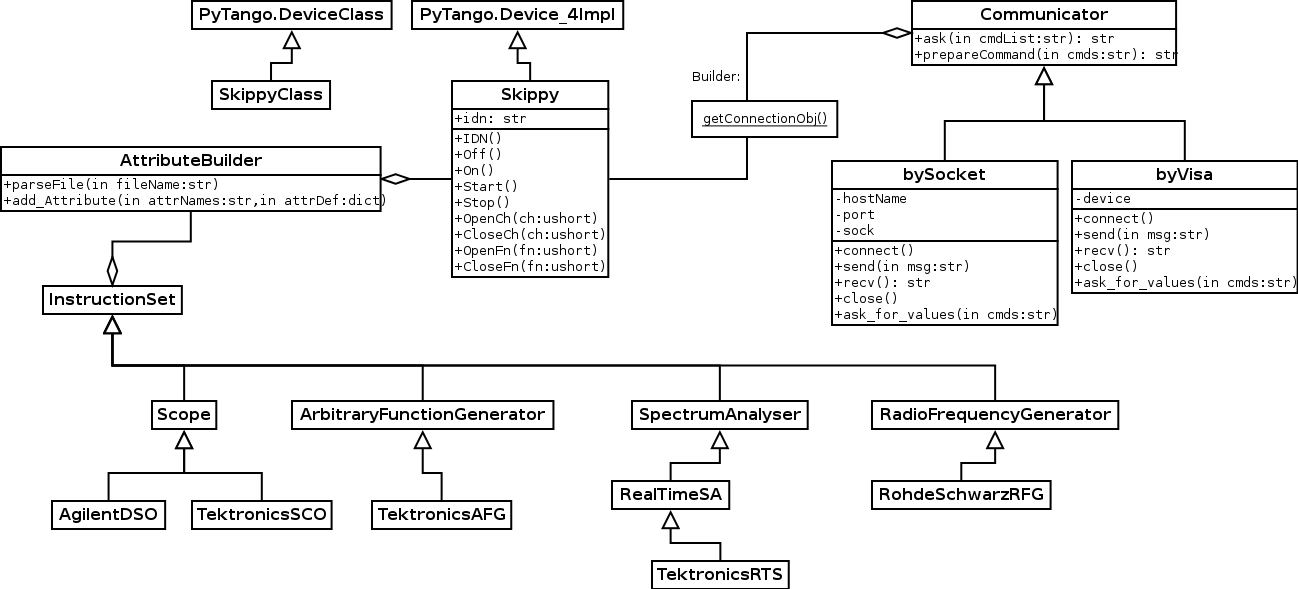 PyTango.DeviceClass
PyTango.Device_4Impl
Communicator
+ask(in cmdList:str): str
+prepareCommand(in cmds:str): str
Builder:
getConnectionObj()
SkippyClass
Skippy
+idn: str
+IDN()
+Off()
+On()
+Start()
+Stop()
+OpenCh(ch:ushort)
+CloseCh(ch:ushort)
+OpenFn(fn:ushort)
+CloseFn(fn:ushort)
AttributeBuilder
+parseFile(in fileName:str)
+add_Attribute(in attrNames:str,in attrDef:dict)
bySocket
-hostName
-port
-sock
+connect()
+send(in msg:str)
+recv(): str
+close()
+ask_for_values(in cmds:str)
byVisa
-device
+connect()
+send(in msg:str)
+recv(): str
+close()
+ask_for_values(in cmds:str)
InstructionSet
Scope
ArbitraryFunctionGenerator
SpectrumAnalyser
RadioFrequencyGenerator
AgilentDSO
TektronicsSCO
TektronicsAFG
RealTimeSA
RohdeSchwarzRFG
TektronicsRTS